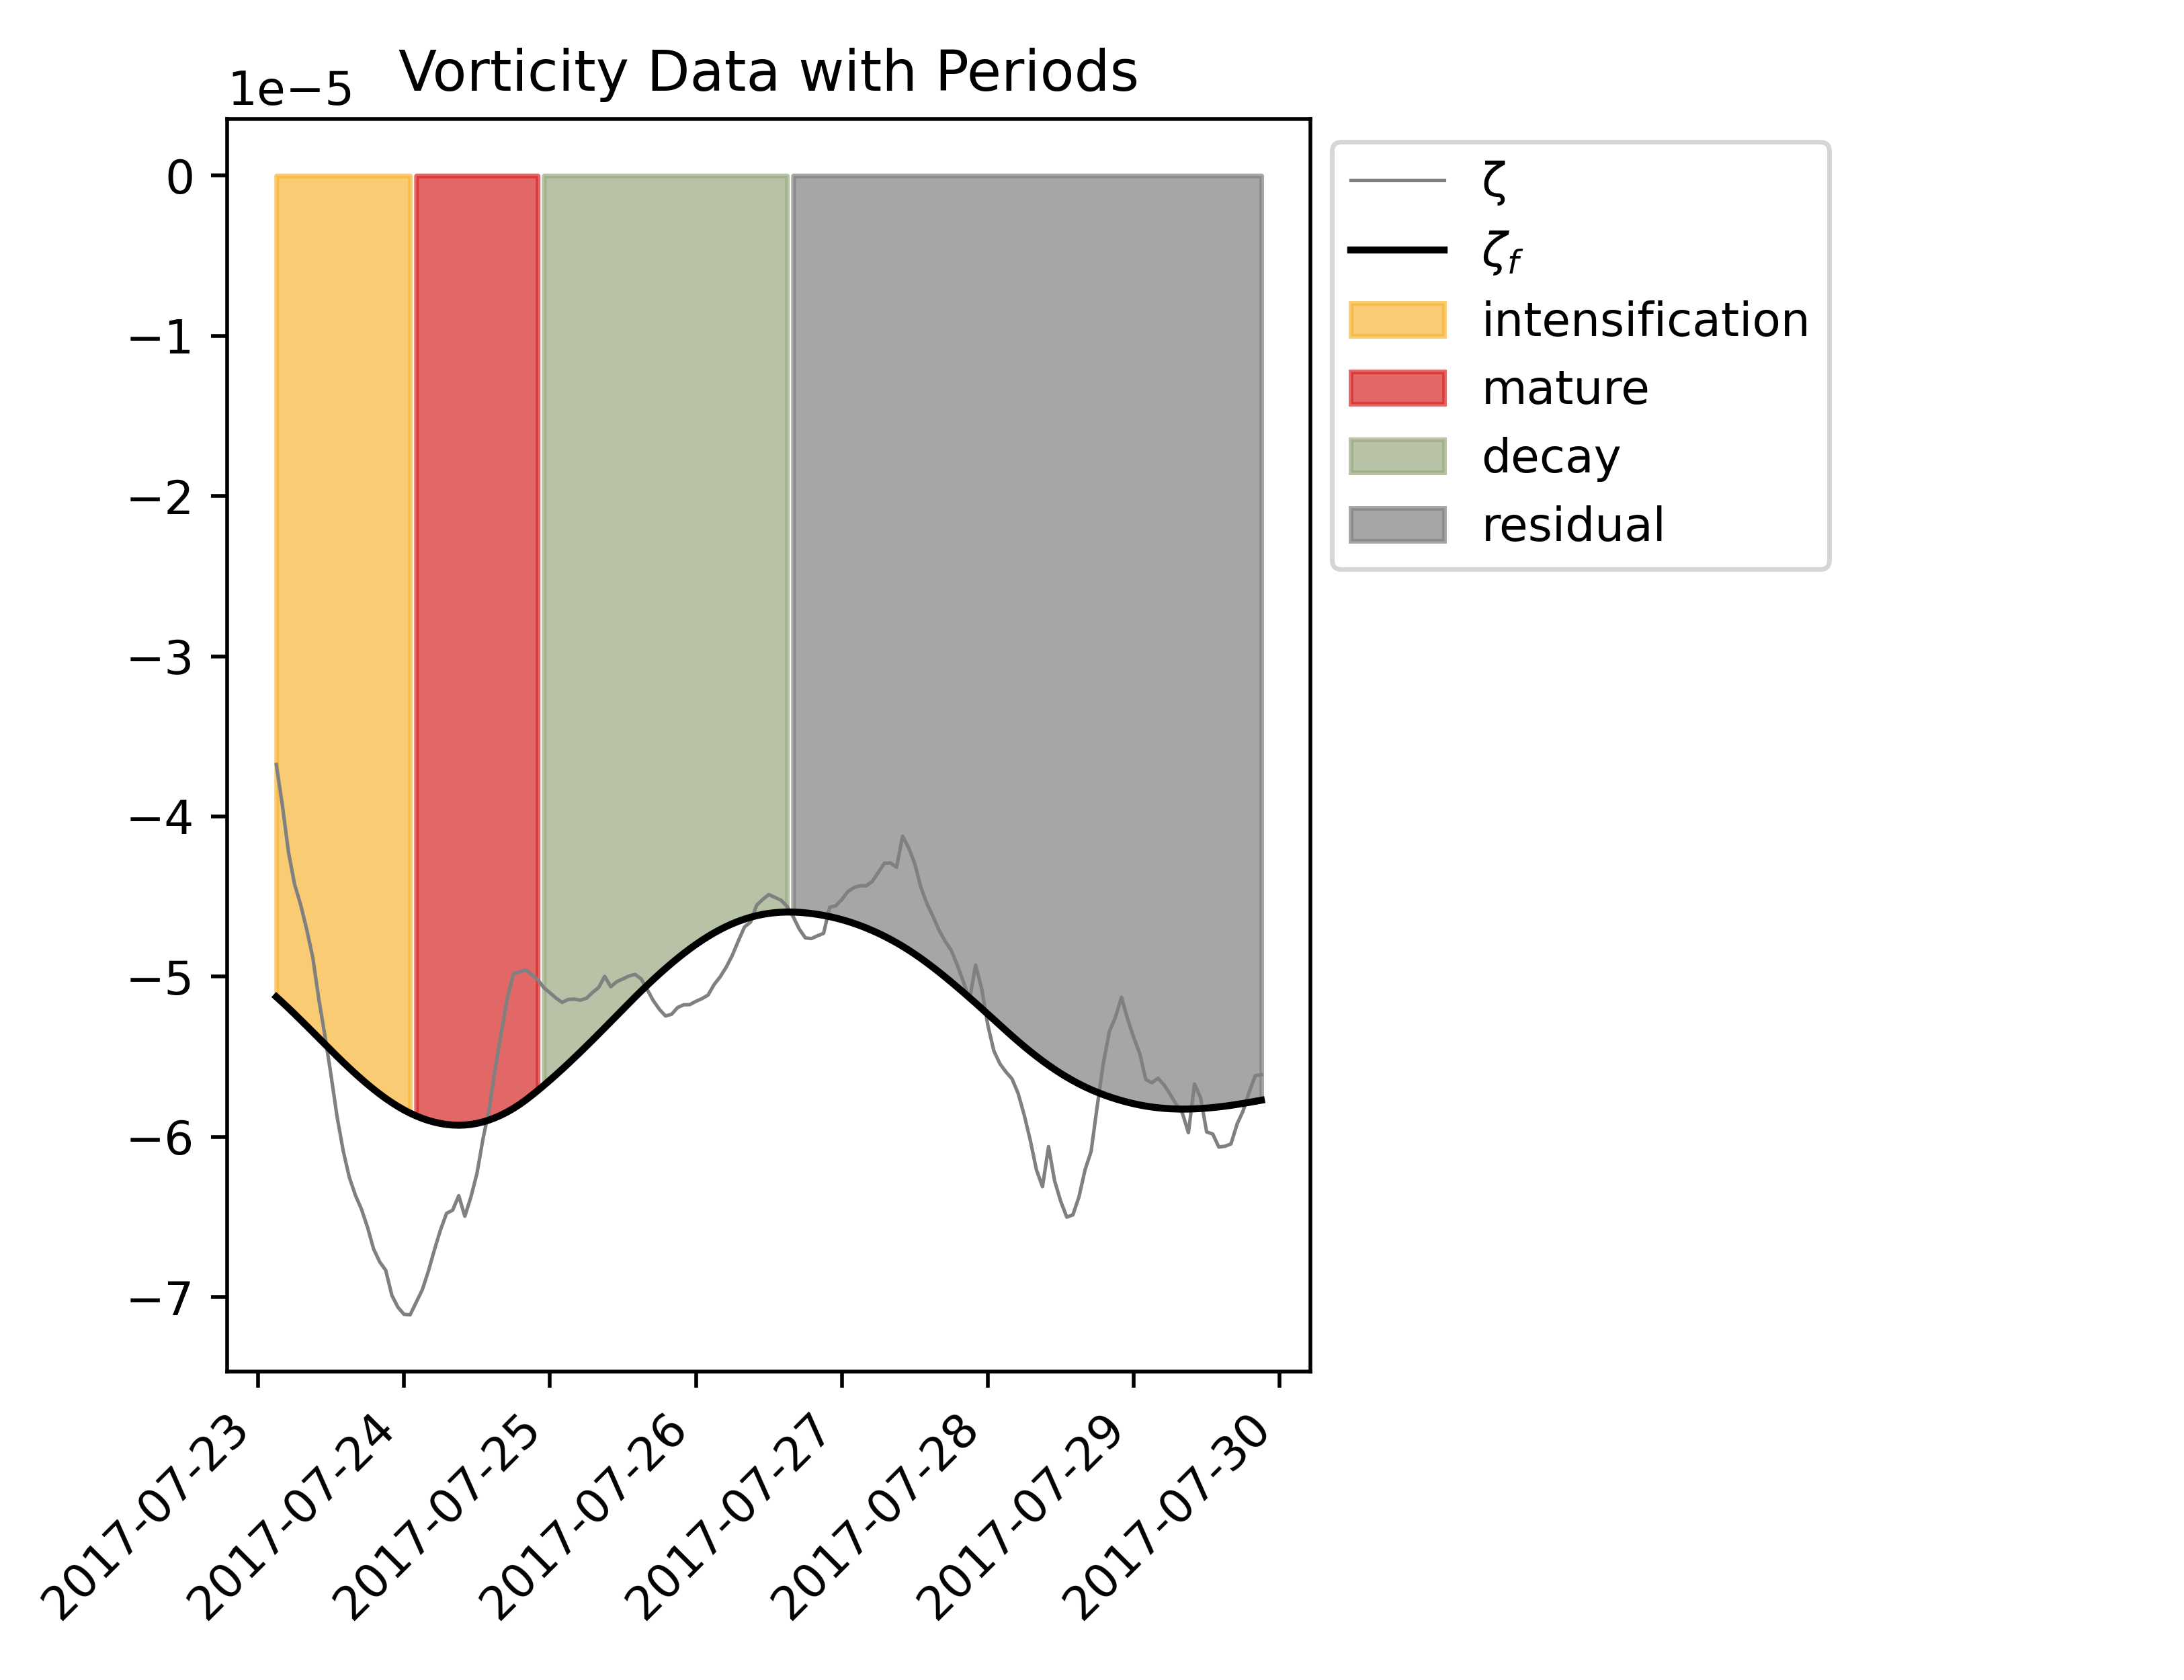 Vorticity Data with Periods
1e−5
0
−1
−2
−3
−4
−5
−6
−7
2017-07-23
2017-07-24
2017-07-25
2017-07-26
2017-07-27
2017-07-28
2017-07-29
2017-07-30
ζ
ζf
intensification
mature
decay
residual